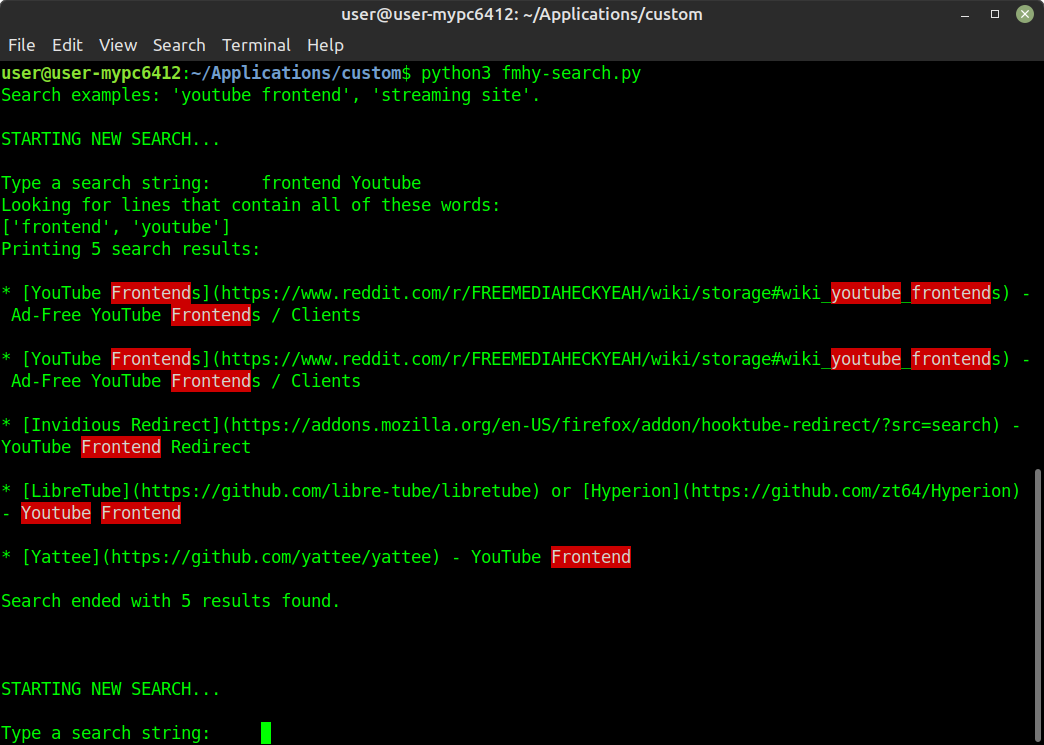 user@user-mypc6412: ~/Applications/custom
File Edit View Search Terminal Help
user@user-mypc6412:~/Applications/custom$ python3 fmhy-search.py
Search examples: 'youtube frontend', 'streaming site'.
STARTING NEW SEARCH...
Type a search string:     frontend Youtube
Looking for lines that contain all of these words:
['frontend', 'youtube']
Printing 5 search results:
* [YouTube Frontends](https://www.reddit.com/r/FREEMEDIAHECKYEAH/wiki/storage#wiki_youtube_frontends) -
Ad-Free YouTube Frontends / Clients
* [YouTube Frontends](https://www.reddit.com/r/FREEMEDIAHECKYEAH/wiki/storage#wiki_youtube_frontends) -
Ad-Free YouTube Frontends / Clients
* [Invidious Redirect](https://addons.mozilla.org/en-US/firefox/addon/hooktube-redirect/?src=search) -
YouTube Frontend Redirect
* [LibreTube](https://github.com/libre-tube/libretube) or [Hyperion](https://github.com/zt64/Hyperion)
- Youtube Frontend
* [Yattee](https://github.com/yattee/yattee) - YouTube Frontend
Search ended with 5 results found.
STARTING NEW SEARCH...
Type a search string: